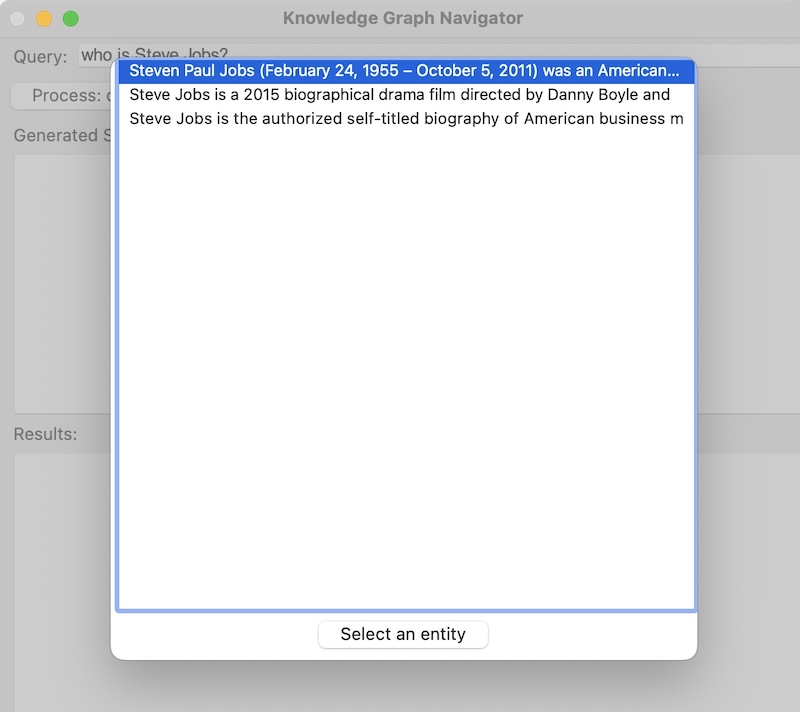 Knowledge Graph Navigator
Query: who is Steve Jobs?
Steven Paul Jobs (February 24, 1955 – October 5, 2011) was an American...
Steve Jobs is a 2015 biographical drama film directed by Danny Boyle and
Steve Jobs is the authorized self-titled biography of American business m
Process:
Generated
Results:
Select an entity